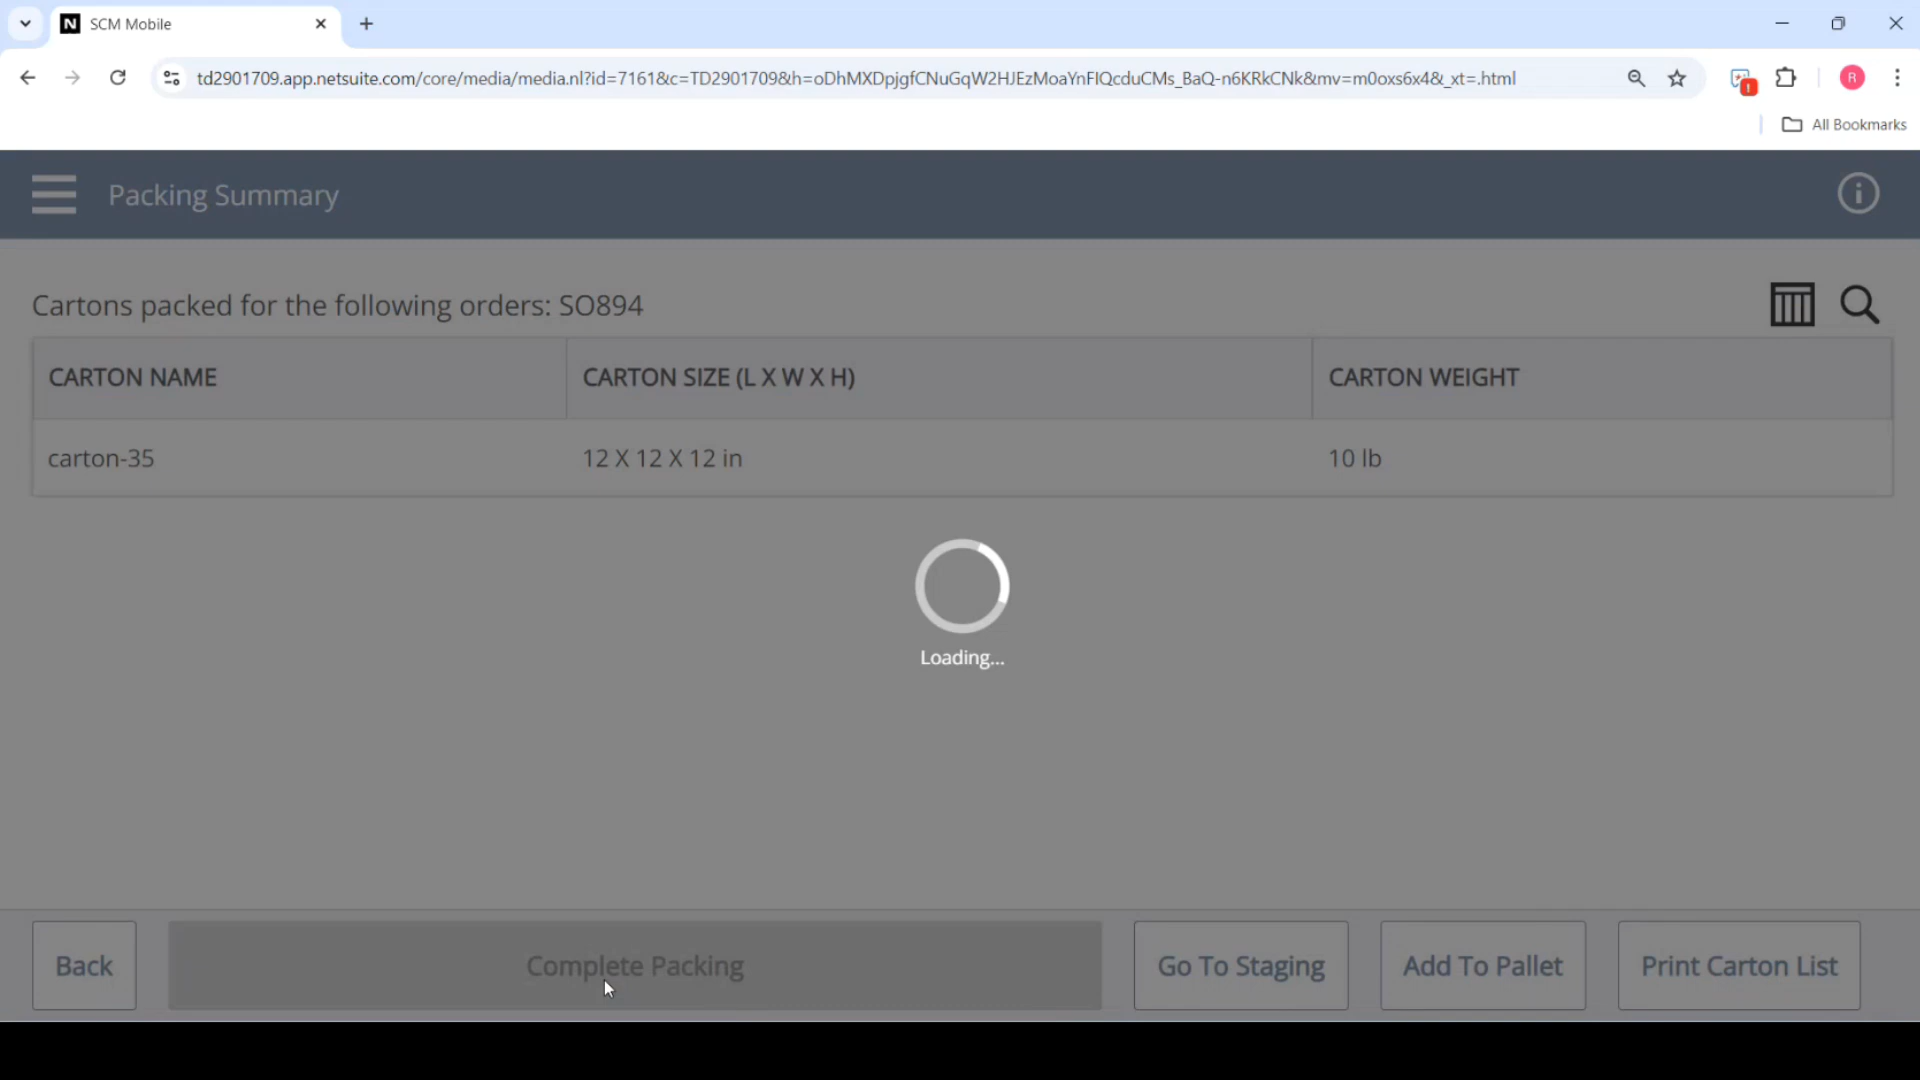 SCM Mobile
td2901709.app.netsuite.com/core/media/media.nl?id=7161&c=TD2901709&h=oDhMXDpjgfCNuGqW2HJEzMoaYnFIQcduCMs_BaQ-n6KRkCNk&mv=m0oxs6x4&_xt=.html
R
All Bookmarks
Packing Summary
Cartons packed for the following orders: SO894
CARTON NAME CARTON SIZE (L X W X H) CARTON WEIGHT
carton-35 12 X 12 X 12 in 10 lb
Loading...
Back Complete Packing Go To Staging Add To Pallet Print Carton List